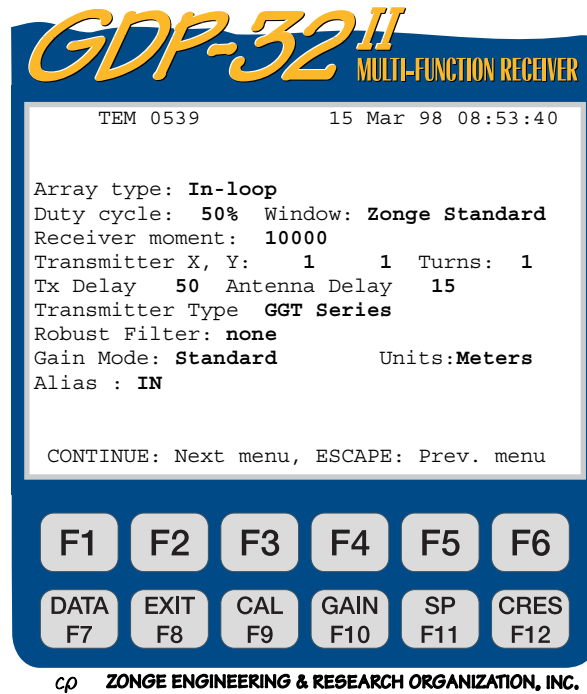 GDP-32 II
MULTI-FUNCTION RECEIVER
TEM 0539 15 Mar 98 08:53:40
Array type: In-loop
Duty cycle: 50% Window: Zonge Standard
Receiver moment: 10000
Transmitter X, Y: 1 1 Turns: 1
Tx Delay 50 Antenna Delay 15
Transmitter Type GGT Series
Robust Filter: none
Gain Mode: Standard Units:Meters
Alias : IN
CONTINUE: Next menu, ESCAPE: Prev. menu
F1 F2 F3 F4 F5 F6
DATA EXIT CAL GAIN SP CRES
F7 F8 F9 F10 F11 F12
cρ ZONGE ENGINEERING & RESEARCH ORGANIZATION, INC.